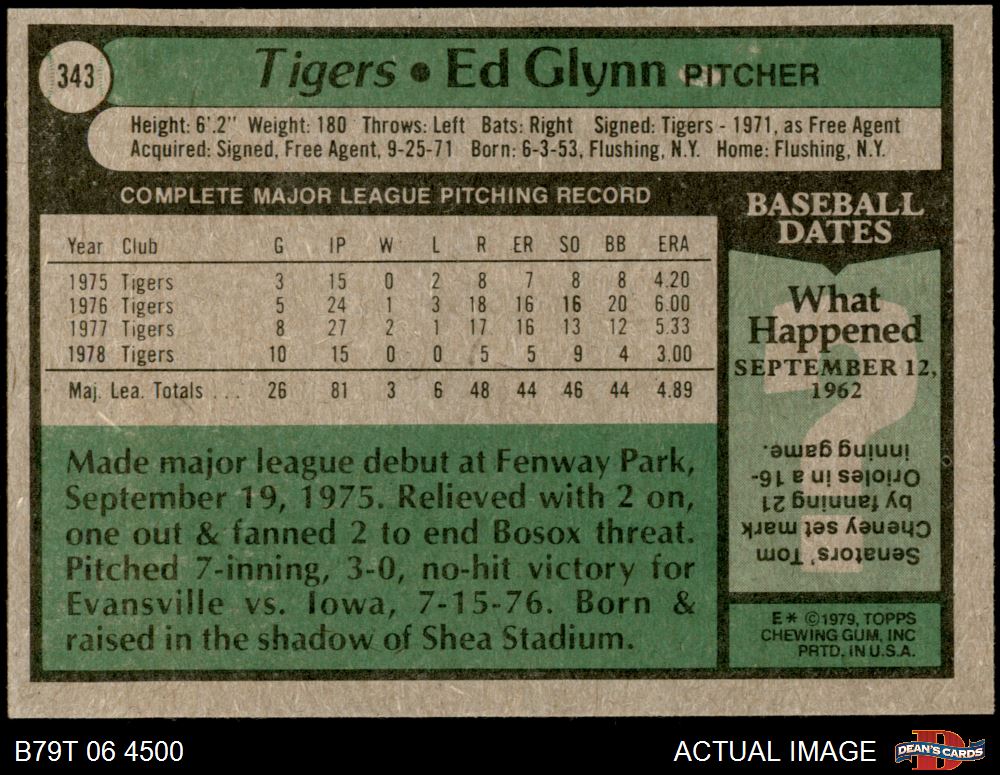 343
Tigers • Ed Glynn PITCHER
Height: 6'.2" Weight: 180 Throws: Left Bats: Right Signed: Tigers - 1971, as Free Agent
Acquired: Signed, Free Agent, 9-25-71 Born: 6-3-53, Flushing, N.Y. Home: Flushing, N.Y.
COMPLETE MAJOR LEAGUE PITCHING RECORD
Year Club G IP W L R ER SO BB ERA
1975 Tigers 3 15 0 2 8 7 8 8 4.20
1976 Tigers 5 24 1 3 18 16 16 20 6.00
1977 Tigers 8 27 2 1 17 16 13 12 5.33
1978 Tigers 10 15 0 0 5 5 9 4 3.00
Maj. Lea. Totals . . . 26 81 3 6 48 44 46 44 4.89
Made major league debut at Fenway Park,
September 19, 1975. Relieved with 2 on,
one out & fanned 2 to end Bosox threat.
Pitched 7-inning, 3-0, no-hit victory for
Evansville vs. Iowa, 7-15-76. Born &
raised in the shadow of Shea Stadium.
BASEBALL
DATES
What
Happened
SEPTEMBER 12,
1962
?
Senators' Tom
Cheney set mark
by fanning 21
Orioles in a 16-
inning game.
E* ©1979, TOPPS
CHEWING GUM, INC
PRTD. IN U.S.A.
B79T 06 4500
ACTUAL IMAGE
D
DEAN'S CARDS